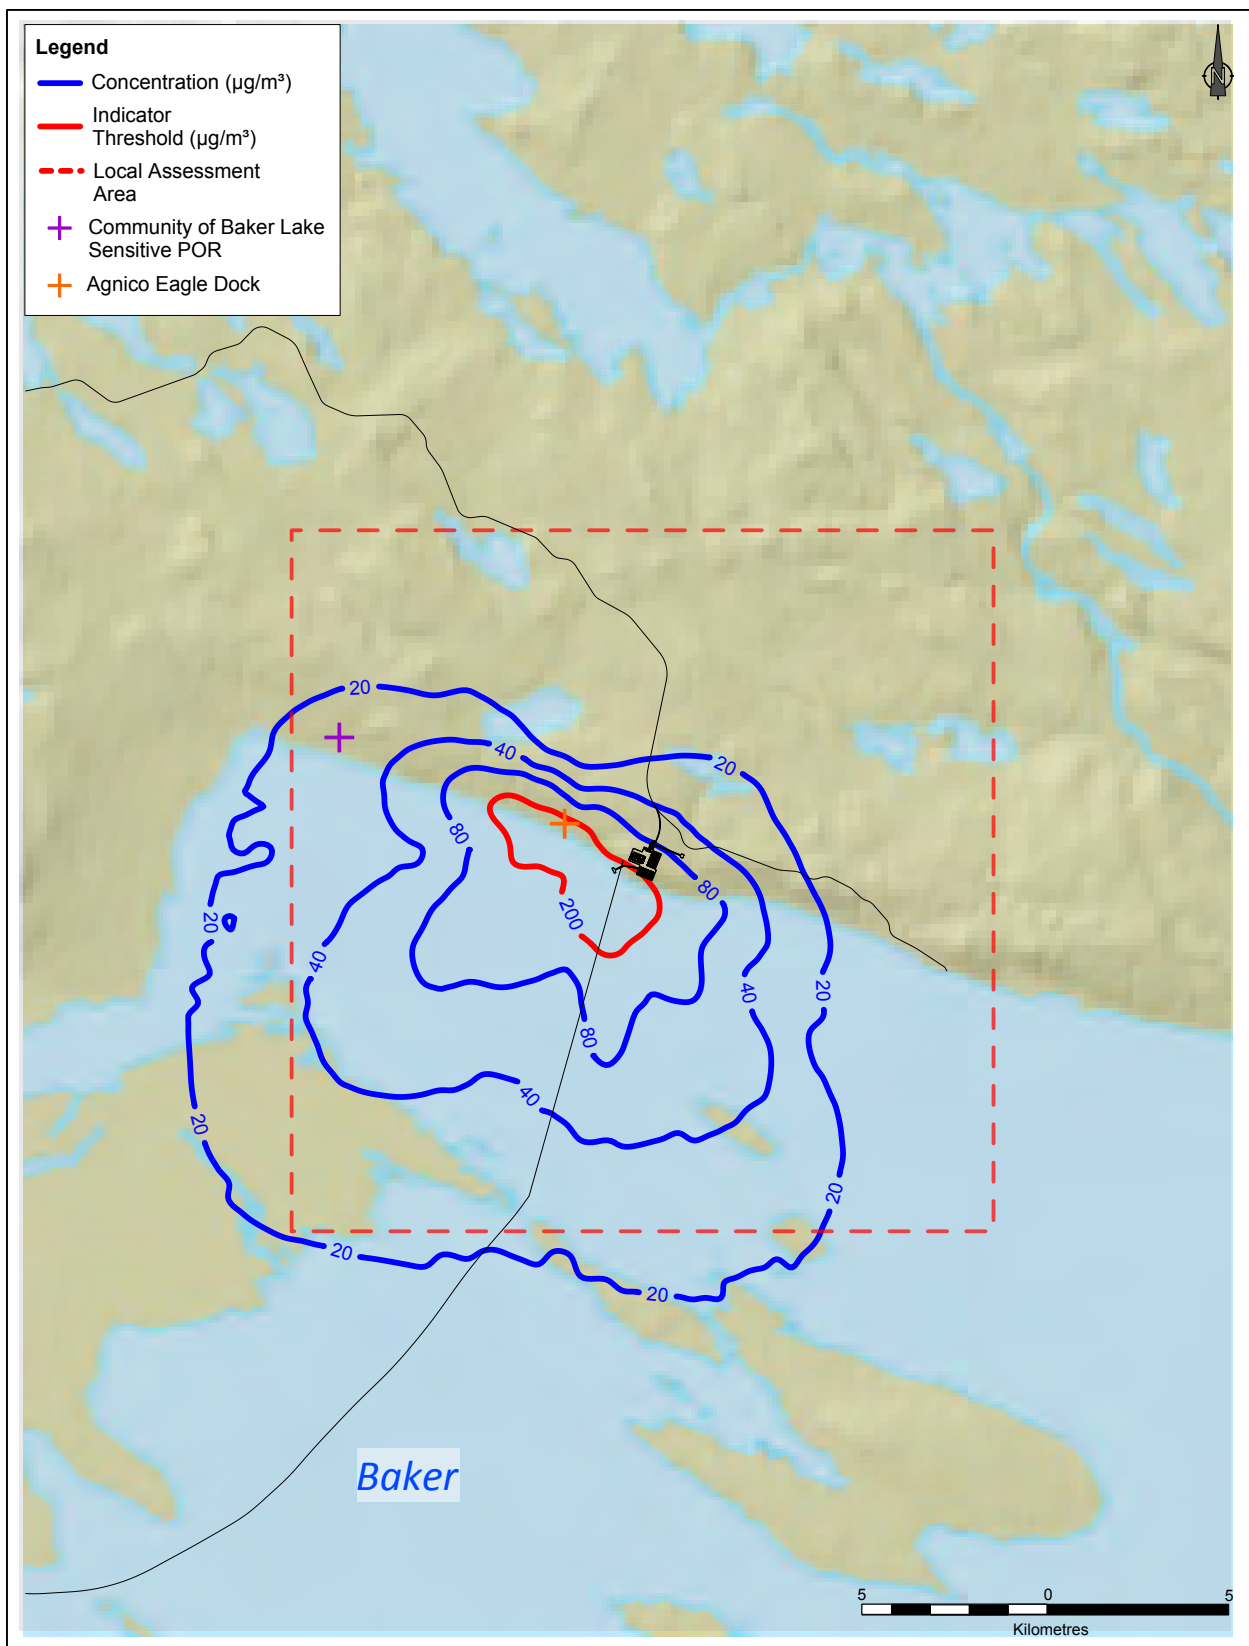 Legend
Concentration (µg/m³)
Indicator
Threshold (µg/m³)
Local Assessment
Area
Community of Baker Lake
Sensitive POR
Agnico Eagle Dock
N
20
40
20
80
80
200
20
40
40
20
80
40
20
20
20
20
Baker
5 0 5
Kilometres